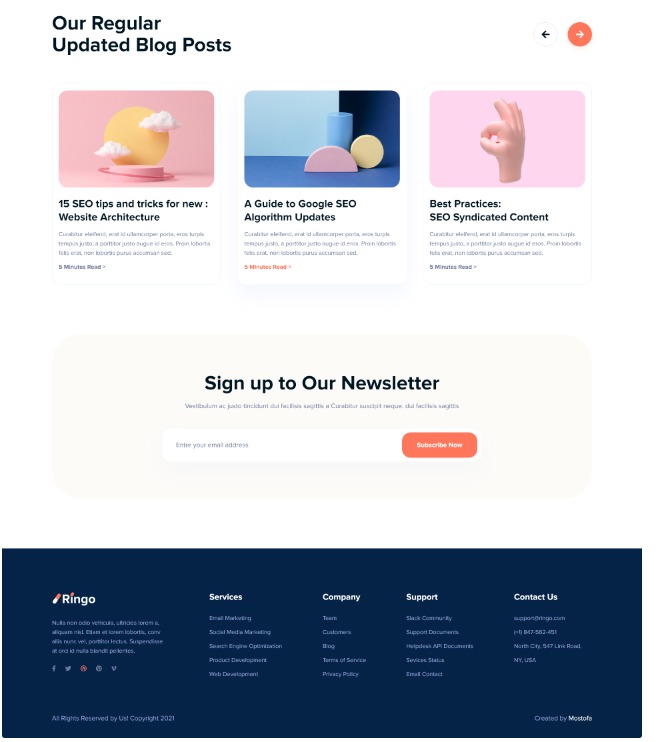 Our Regular
Updated Blog Posts
15 SEO tips and tricks for new :
Website Architecture
Curabitur eleifend, erat id ullamcorper porta, eros turpis
tempus justo, a porttitor justo augue id eros. Proin lobortis
felis erat, non lobortis purus accumsan sed.
5 Minutes Read >
A Guide to Google SEO
Algorithm Updates
Curabitur eleifend, erat id ullamcorper porta, eros turpis
tempus justo, a porttitor justo augue id eros. Proin lobortis
felis erat, non lobortis purus accumsan sed.
5 Minutes Read >
Best Practices:
SEO Syndicated Content
Curabitur eleifend, erat id ullamcorper porta, eros turpis
tempus justo, a porttitor justo augue id eros. Proin lobortis
felis erat, non lobortis purus accumsan sed.
5 Minutes Read >
Sign up to Our Newsletter
Vestibulum ac justo tincidunt dui facilisis sagittis a Curabitur suscipit neque. dui facilisis sagittis
Enter your email address
Subscribe Now
Ringo
Nulla non odio vehicula, ultricies lorem a,
aliquam nisl. Etiam et lorem lobortis, conv
allis nunc vel, porttitor lectus. Suspendisse
at orci id nulla blandit pellentes.
Services
Email Marketing
Social Media Marketing
Search Engine Optimization
Product Development
Web Development
Company
Team
Customers
Blog
Terms of Service
Privacy Policy
Support
Slack Community
Support Documents
Helpdesk API Documents
Sevices Status
Email Contact
Contact Us
support@ringo.com
(+1) 847-582-451
North City, 547 Link Road.
NY, USA
All Rights Reserved by Us! Copyright 2021
Created by Mostofa